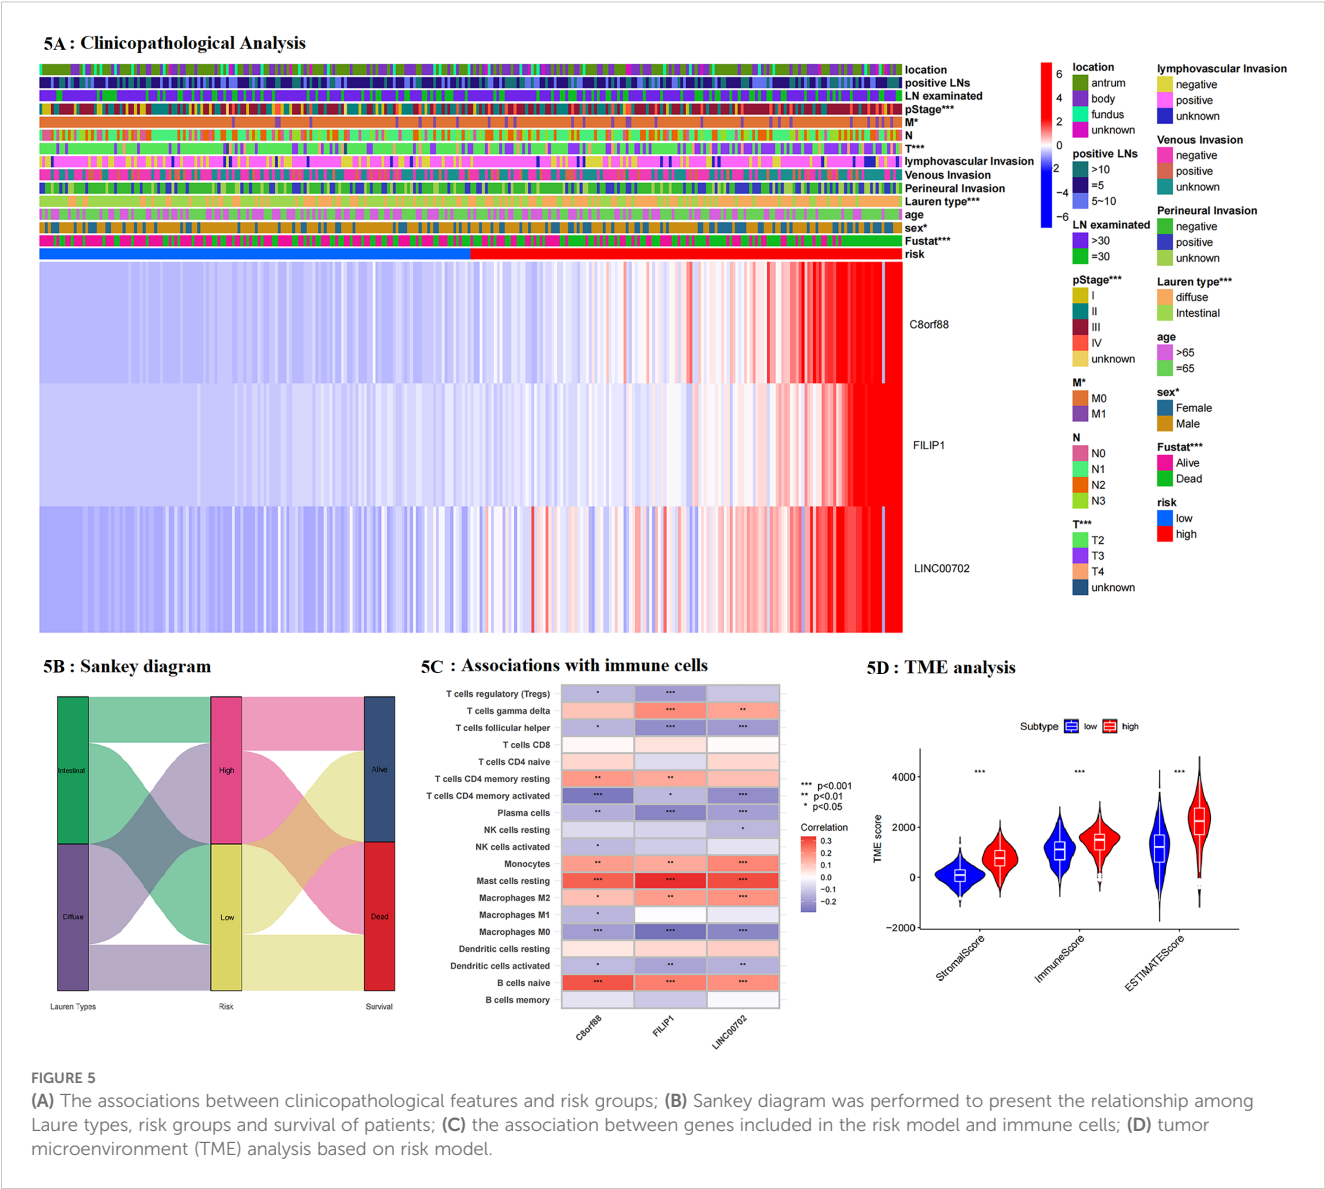 5A : Clinicopathological Analysis
location
positive LNs
LN examined
pStage***
M*
N
T***
lymphovascular Invasion
Venous Invasion
Perineural Invasion
Lauren type***
age
sex*
Fustat***
risk
C8orf88
FILIP1
LINC00702
6
4
2
0
−2
−4
−6
location
antrum
body
fundus
unknown
positive LNs
>10
=5
5~10
LN examined
>30
=30
pStage***
I
II
III
IV
unknown
M*
M0
M1
N
N0
N1
N2
N3
T***
T2
T3
T4
unknown
lymphovascular Invasion
negative
positive
unknown
Venous Invasion
negative
positive
unknown
Perineural Invasion
negative
positive
unknown
Lauren type***
diffuse
Intestinal
age
>65
=65
sex*
Female
Male
Fustat***
Alive
Dead
risk
low
high
5B : Sankey diagram
Intestinal
Diffuse
High
Low
Alive
Dead
Lauren Types
Risk
Survival
5C : Associations with immune cells
T cells regulatory (Tregs) * ***
T cells gamma delta *** **
T cells follicular helper * *** ***
T cells CD8
T cells CD4 naive
T cells CD4 memory resting ** **
T cells CD4 memory activated *** * ***
Plasma cells ** *** ***
NK cells resting *
NK cells activated *
Monocytes ** ** ***
Mast cells resting *** *** ***
Macrophages M2 * ** ***
Macrophages M1 *
Macrophages M0 *** *** ***
Dendritic cells resting
Dendritic cells activated * ** **
B cells naive *** *** ***
B cells memory
C8orf88
FILIP1
LINC00702
*** p<0.001
** p<0.01
* p<0.05
Correlation
0.3
0.2
0.1
0.0
−0.1
−0.2
5D : TME analysis
Subtype low high
*** *** ***
TME score
4000
2000
0
−2000
StromalScore
ImmuneScore
ESTIMATEScore
FIGURE 5
(A) The associations between clinicopathological features and risk groups; (B) Sankey diagram was performed to present the relationship among
Laure types, risk groups and survival of patients; (C) the association between genes included in the risk model and immune cells; (D) tumor
microenvironment (TME) analysis based on risk model.